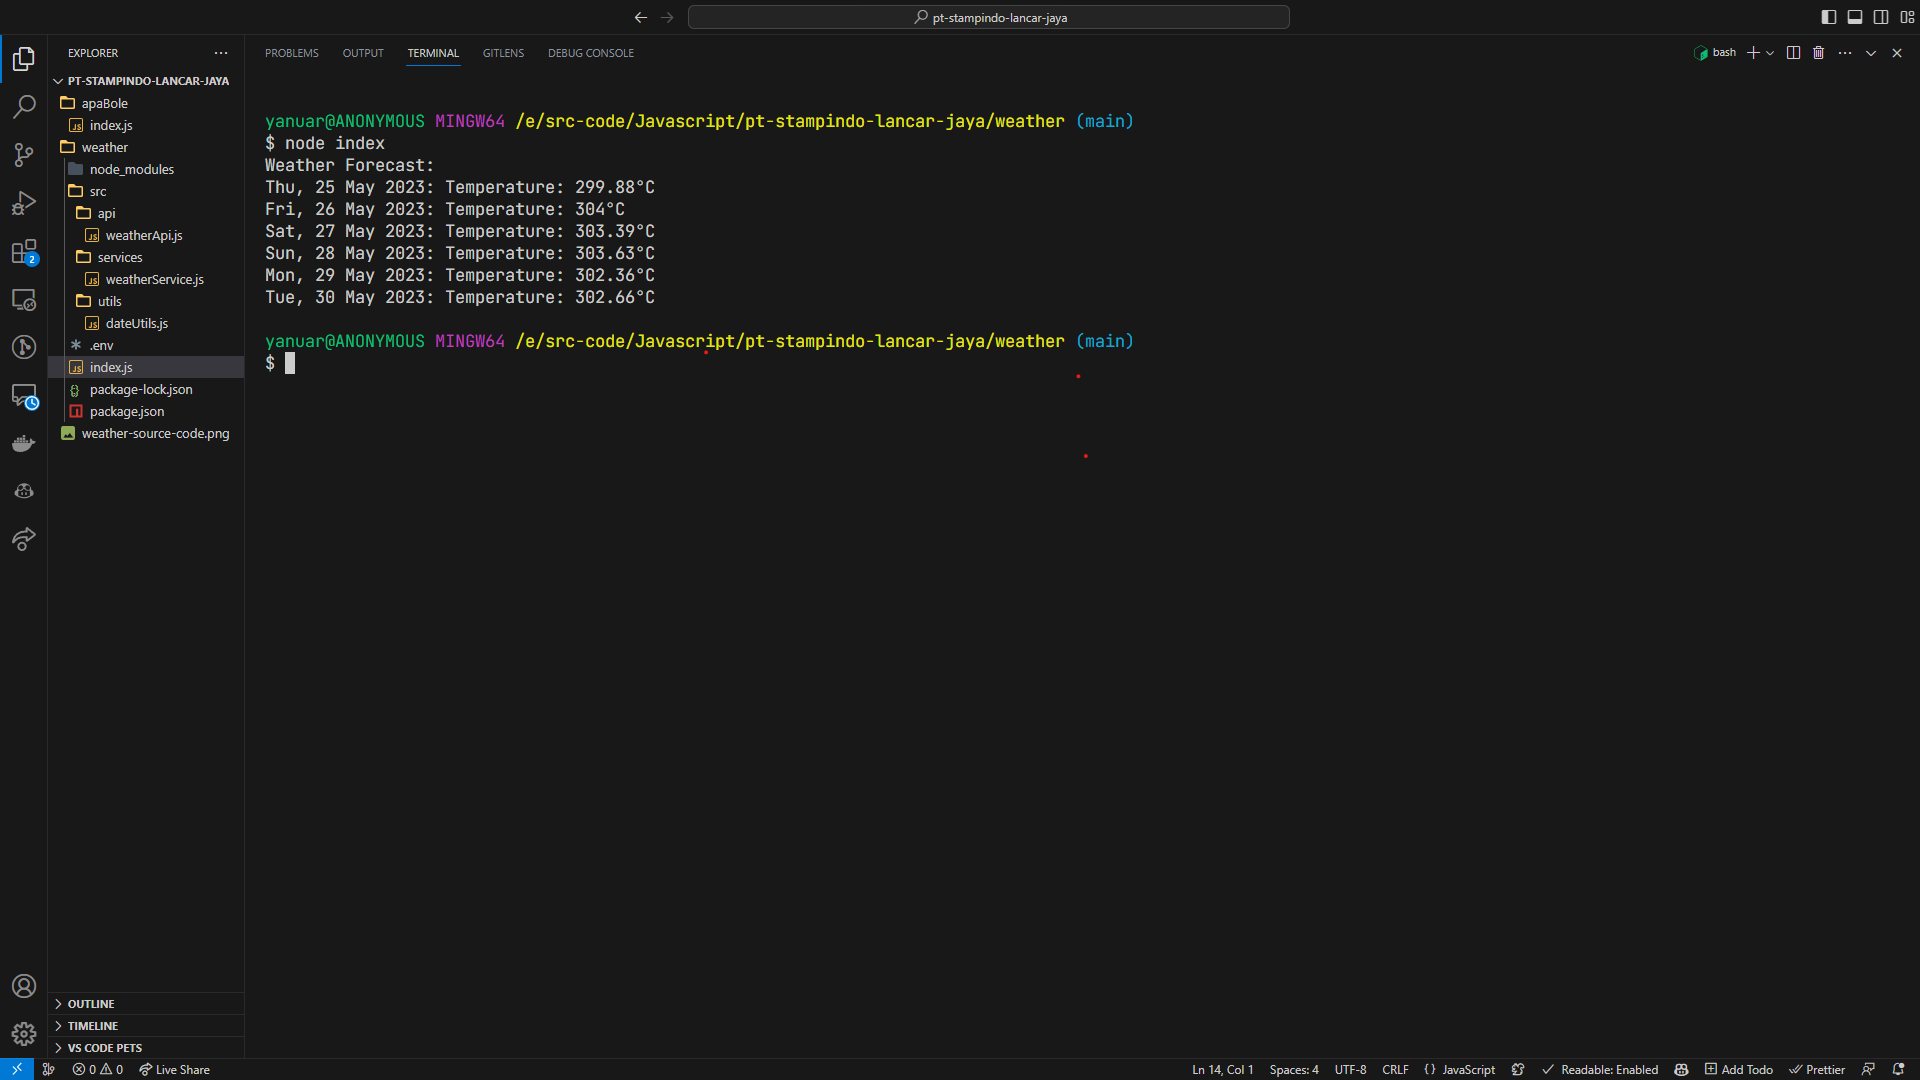 pt-stampindo-lancar-jaya
EXPLORER
PROBLEMS OUTPUT TERMINAL GITLENS DEBUG CONSOLE
bash
PT-STAMPINDO-LANCAR-JAYA
apaBole
index.js
weather
node_modules
src
api
weatherApi.js
services
weatherService.js
utils
dateUtils.js
.env
index.js
package-lock.json
package.json
weather-source-code.png
2
yanuar@ANONYMOUS MINGW64 /e/src-code/Javascript/pt-stampindo-lancar-jaya/weather (main)
$ node index
Weather Forecast:
Thu, 25 May 2023: Temperature: 299.88°C
Fri, 26 May 2023: Temperature: 304°C
Sat, 27 May 2023: Temperature: 303.39°C
Sun, 28 May 2023: Temperature: 303.63°C
Mon, 29 May 2023: Temperature: 302.36°C
Tue, 30 May 2023: Temperature: 302.66°C
yanuar@ANONYMOUS MINGW64 /e/src-code/Javascript/pt-stampindo-lancar-jaya/weather (main)
$
OUTLINE
TIMELINE
VS CODE PETS
0 0 Live Share
Ln 14, Col 1 Spaces: 4 UTF-8 CRLF {} JavaScript Readable: Enabled Add Todo Prettier